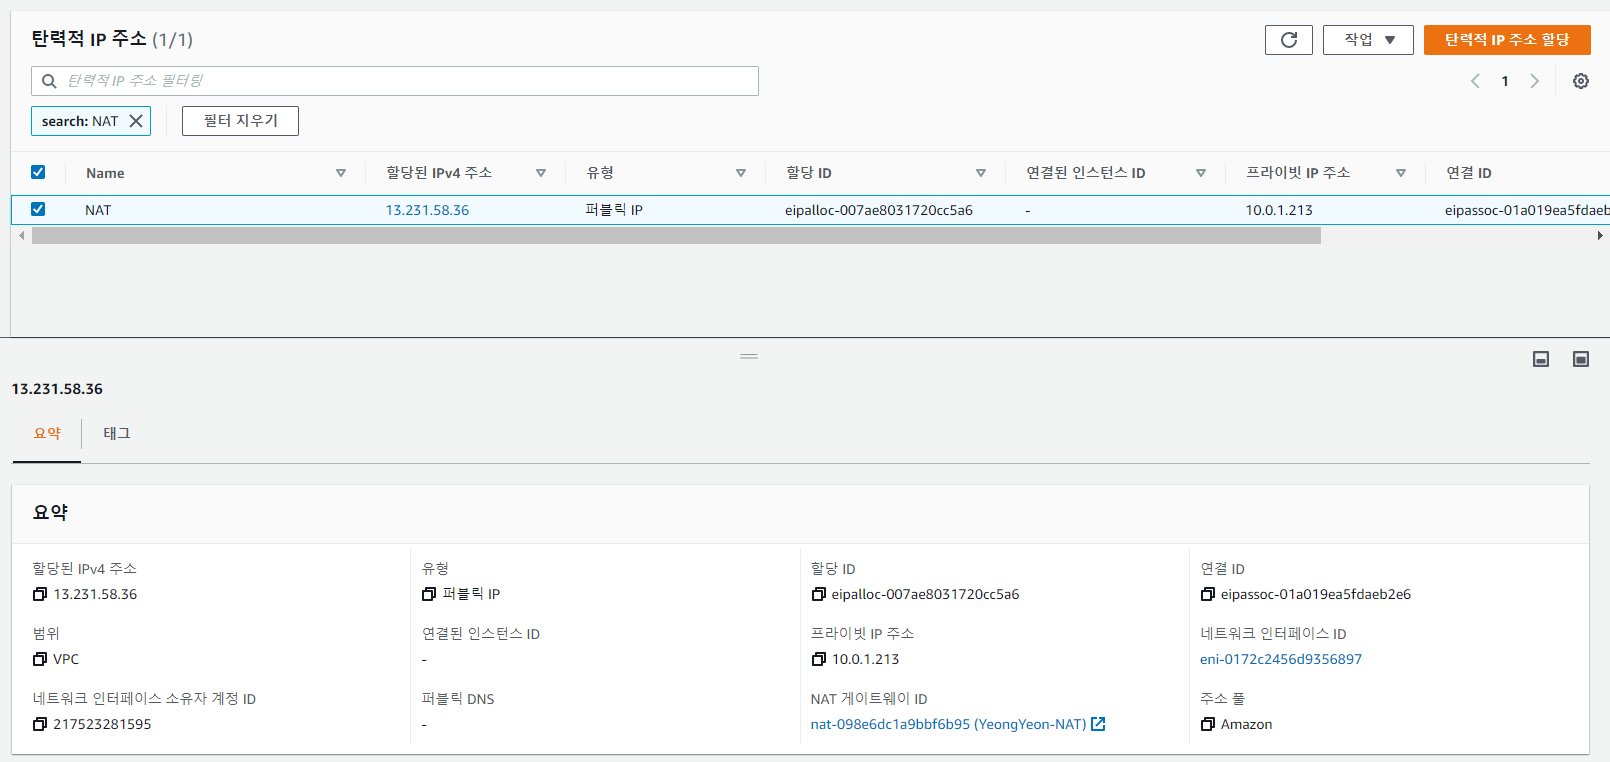 탄력적 IP 주소 (1/1)
작업
탄력적 IP 주소 할당
탄력적 IP 주소 필터링
1
search: NAT
필터 지우기
Name 할당된 IPv4 주소 유형 할당 ID 연결된 인스턴스 ID 프라이빗 IP 주소 연결 ID
NAT 13.231.58.36 퍼블릭 IP eipalloc-007ae8031720cc5a6 - 10.0.1.213 eipassoc-01a019ea5fdaeb
13.231.58.36
요약 태그
요약
할당된 IPv4 주소 유형 할당 ID 연결 ID
13.231.58.36 퍼블릭 IP eipalloc-007ae8031720cc5a6 eipassoc-01a019ea5fdaeb2e6
범위 연결된 인스턴스 ID 프라이빗 IP 주소 네트워크 인터페이스 ID
VPC - 10.0.1.213 eni-0172c2456d9356897
네트워크 인터페이스 소유자 계정 ID 퍼블릭 DNS NAT 게이트웨이 ID 주소 풀
217523281595 - nat-098e6dc1a9bbf6b95 (YeongYeon-NAT) Amazon